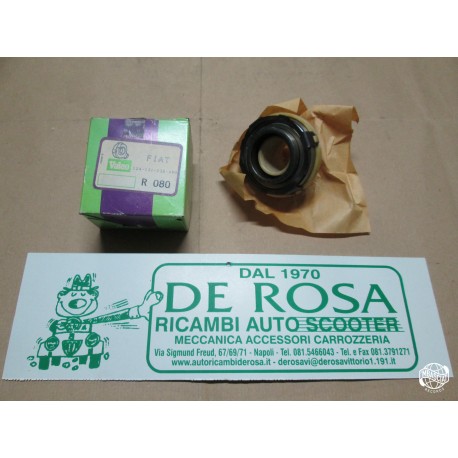 FIAT
Valeo
R 080
DAL 1970
DE ROSA
RICAMBI AUTO SCOOTER
MECCANICA ACCESSORI CARROZZERIA
Via Sigmund Freud, 67/69/71 - Napoli - Tel. 081.5466043 - Tel. e Fax 081.3791271
www.autoricambiderosa.it - derosavi@derosavittorio1.191.it